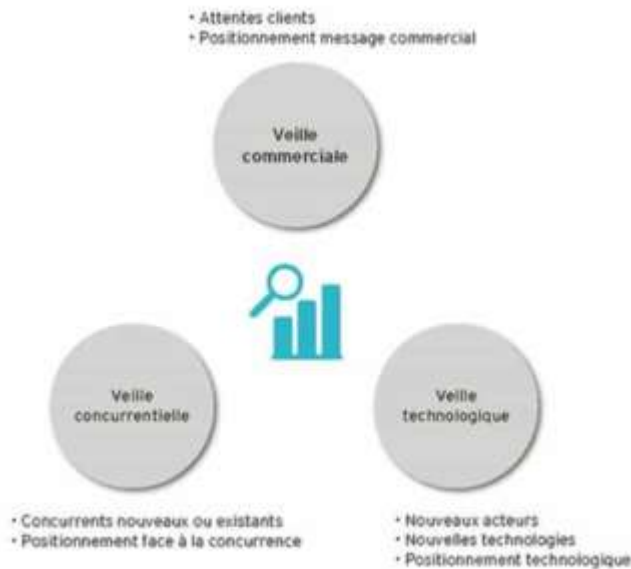 • Attentes clients
• Positionnement message commercial
Veille
commerciale
Veille
concurrentielle
Veille
technologique
• Concurrents nouveaux ou existants
• Positionnement face à la concurrence
• Nouveaux acteurs
• Nouvelles technologies
• Positionnement technologique